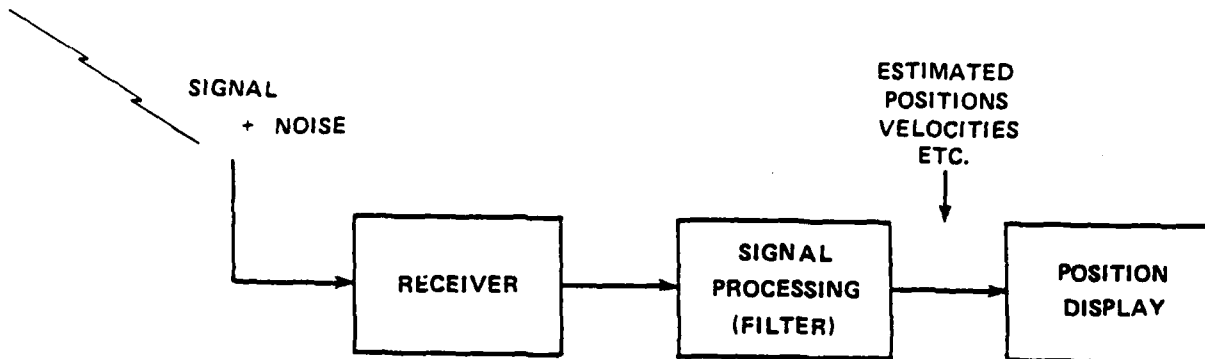 SIGNAL
+ NOISE
ESTIMATED
POSITIONS
VELOCITIES
ETC.
RECEIVER
SIGNAL
PROCESSING
(FILTER)
POSITION
DISPLAY